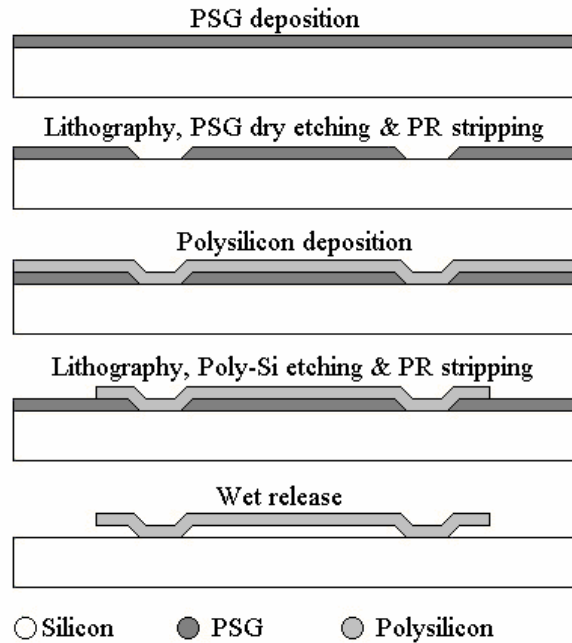 PSG deposition
Lithography, PSG dry etching & PR stripping
Polysilicon deposition
Lithography, Poly-Si etching & PR stripping
Wet release
Silicon PSG Polysilicon